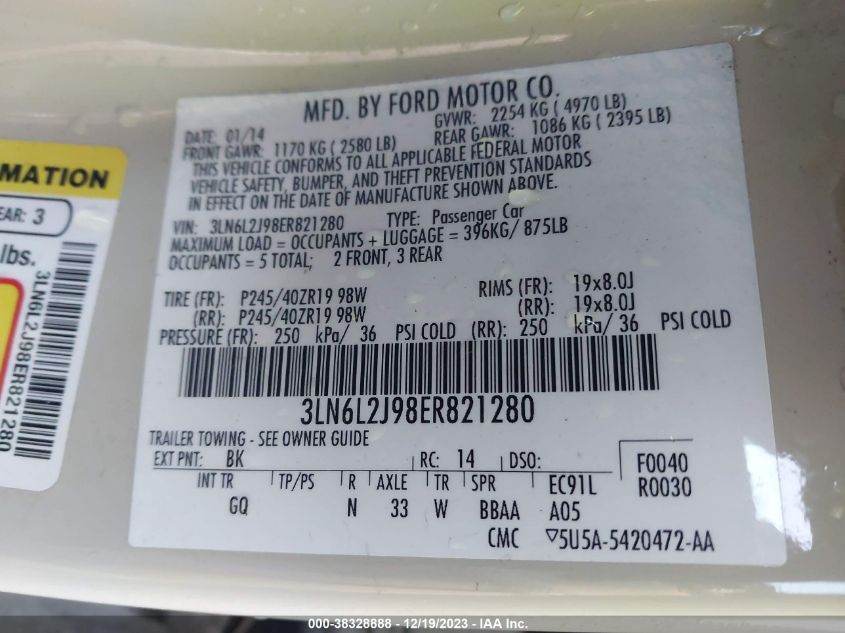 MFD. BY FORD MOTOR CO.
DATE: 01/14
GVWR: 2254 KG ( 4970 LB)
FRONT GAWR: 1170 KG ( 2580 LB)
REAR GAWR: 1086 KG ( 2395 LB)
THIS VEHICLE CONFORMS TO ALL APPLICABLE FEDERAL MOTOR
VEHICLE SAFETY, BUMPER, AND THEFT PREVENTION STANDARDS
IN EFFECT ON THE DATE OF MANUFACTURE SHOWN ABOVE.
VIN: 3LN6L2J98ER821280 TYPE: Passenger Car
MAXIMUM LOAD = OCCUPANTS + LUGGAGE = 396KG/ 875LB
OCCUPANTS = 5 TOTAL; 2 FRONT, 3 REAR
TIRE (FR): P245/40ZR19 98W RIMS (FR): 19x8.0J
(RR): P245/40ZR19 98W (RR): 19x8.0J
PRESSURE (FR): 250 kPa/ 36 PSI COLD (RR): 250 kPa/ 36 PSI COLD
3LN6L2J98ER821280
TRAILER TOWING - SEE OWNER GUIDE
EXT PNT: BK RC: 14 DSO: F0040
INT TR TP/PS R AXLE TR SPR EC91L R0030
GQ N 33 W BBAA A05
CMC ▽5U5A-5420472-AA
MATION
EAR: 3
lbs.
3LN6L2J98ER821280
000-38328888 - 12/19/2023 - IAA Inc.